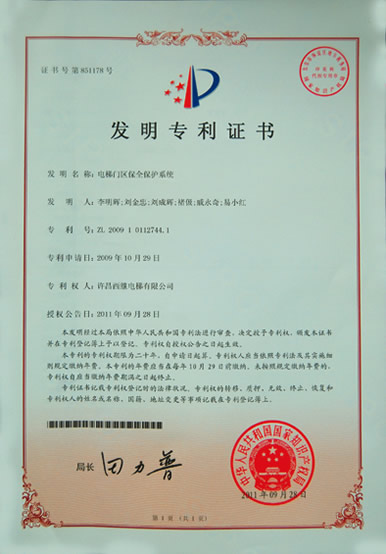 证书号第851178号
发明专利证书
发 明 名 称：电梯门区保全保护系统
发 明 人：李明辉;刘金忠;刘成辉;褚俊;臧永奇;易小红
专 利 号：ZL 2009 1 0112744.1
专利申请日：2009年10月29日
专 利 权 人：许昌西继电梯有限公司
授权公告日：2011年09月28日
本发明经过本局依照中华人民共和国专利法进行审查，决定授予专利权，颁发本证书
并在专利登记簿上予以登记。专利权自授权公告之日起生效。
本专利的专利权期限为二十年，自申请日起算。专利权人应当依照专利法及其实施细
则规定缴纳年费。本专利的年费应当在每年10月29日前缴纳。未按照规定缴纳年费的，
专利权自应当缴纳年费期满之日起终止。
专利证书记载专利权登记时的法律状况。专利权的转移、质押、无效、终止、恢复和
专利权人的姓名或名称、国籍、地址变更等事项记载在专利登记簿上。
局长 田力普
中华人民共和国国家知识产权局
2011年09月28日
第1页（共1页）